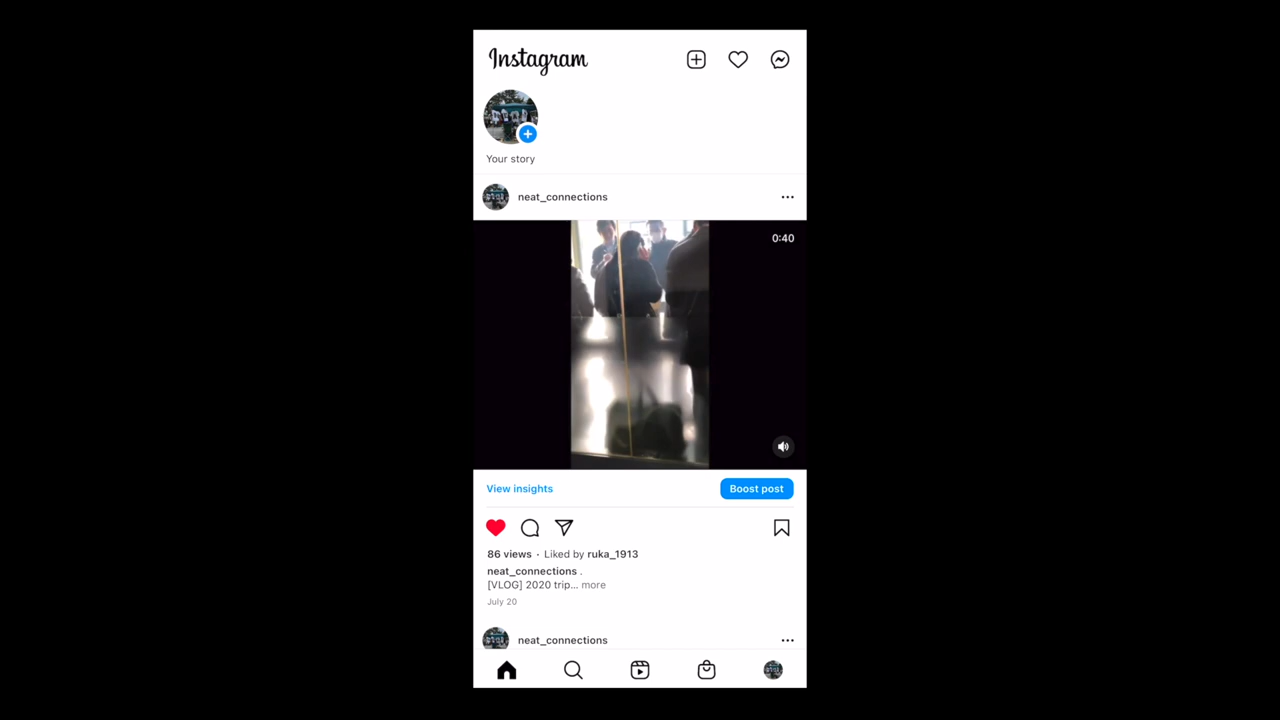 Instagram
Your story
neat_connections
0:40
View insights
Boost post
86 views · Liked by ruka_1913
neat_connections .
[VLOG] 2020 trip... more
July 20
neat_connections